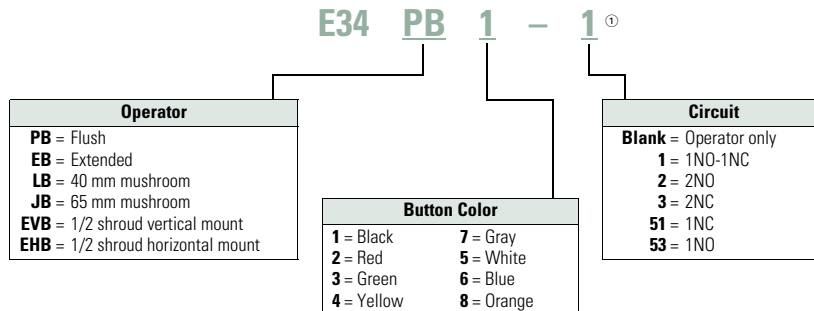 E34 PB 1 – 1 ①
Operator
PB = Flush
EB = Extended
LB = 40 mm mushroom
JB = 65 mm mushroom
EVB = 1/2 shroud vertical mount
EHB = 1/2 shroud horizontal mount
Button Color
1 = Black 7 = Gray
2 = Red 5 = White
3 = Green 6 = Blue
4 = Yellow 8 = Orange
Circuit
Blank = Operator only
1 = 1NO-1NC
2 = 2NO
3 = 2NC
51 = 1NC
53 = 1NO